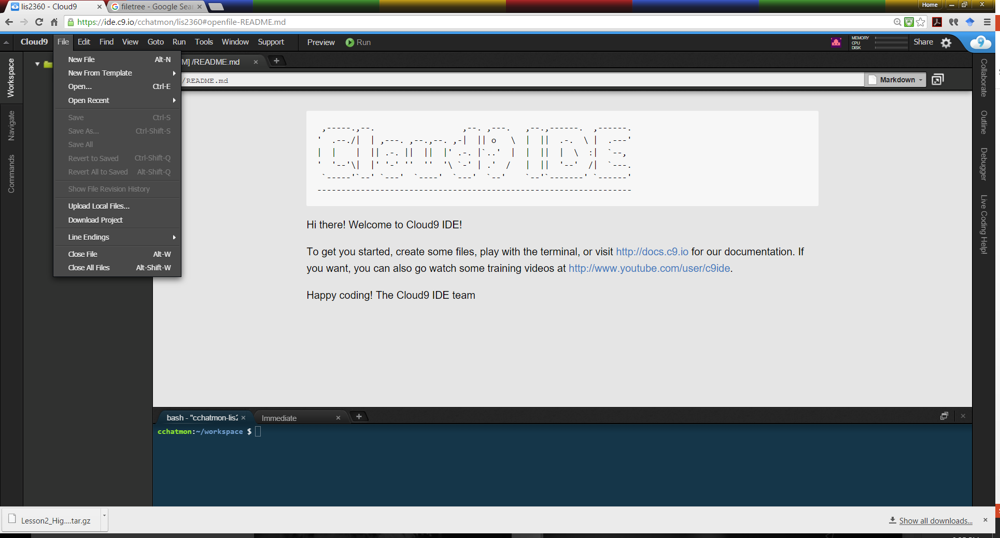 lis2360 - Cloud9
filetree - Google Sea
Home
https://ide.c9.io/cchatmon/lis2360#openfile-README.md
Cloud9 File Edit Find View Goto Run Tools Window Support Preview Run
MEMORY
CPU
DISK
Share
9
Workspace
Navigate
Commands
New File Alt-N
New From Template
Open... Ctrl-E
Open Recent
Save Ctrl-S
Save As... Ctrl-Shift-S
Save All
Revert to Saved Ctrl-Shift-Q
Revert All to Saved Alt-Shift-Q
Show File Revision History
Upload Local Files...
Download Project
Line Endings
Close File Alt-W
Close All Files Alt-Shift-W
M] /README.md
/README.md
Markdown
Cloud9 IDE
Hi there! Welcome to Cloud9 IDE!
To get you started, create some files, play with the terminal, or visit http://docs.c9.io for our documentation. If
you want, you can also go watch some training videos at http://www.youtube.com/user/c9ide.
Happy coding! The Cloud9 IDE team
Collaborate
Outline
Debugger
Live Coding Help!
bash - "cchatmon-lis2
Immediate
cchatmon:~/workspace $
Lesson2_Hig....tar.gz
Show all downloads...